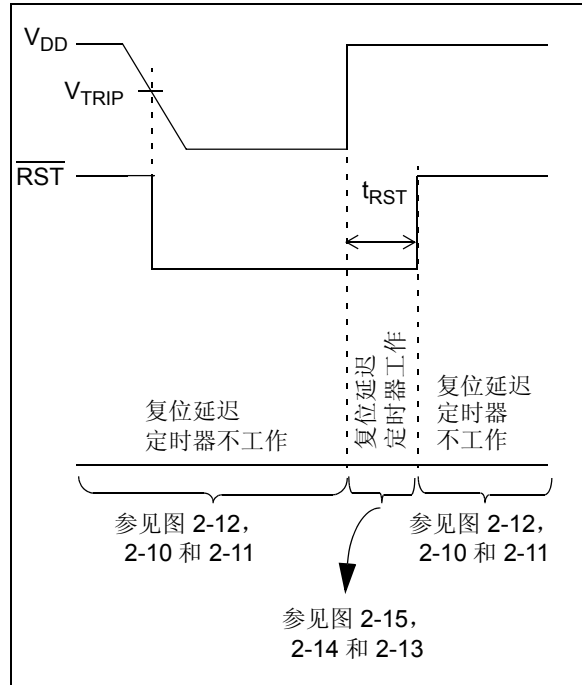 VDD
VTRIP
RST
tRST
复位延迟
定时器不工作
复位延迟
定时器工作
复位延迟
定时器
不工作
参见图 2-12，
2-10 和 2-11
参见图 2-12，
2-10 和 2-11
参见图 2-15，
2-14 和 2-13